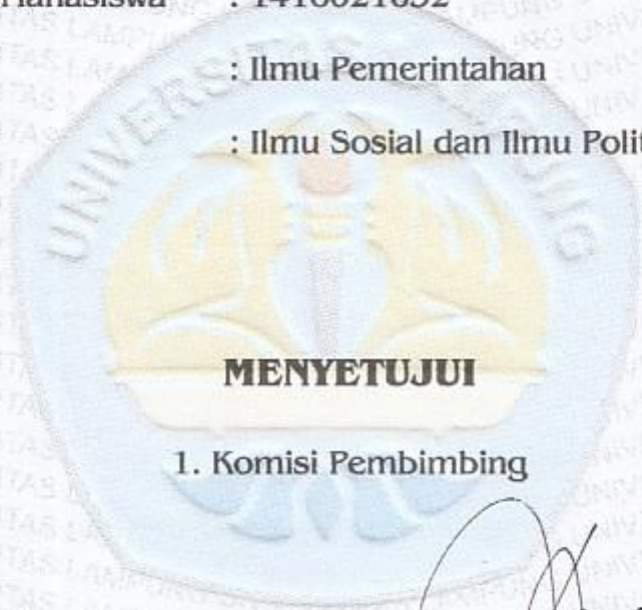 : Ilmu Pemerintahan
: Ilmu Sosial dan Ilmu Polit
MENYETUJUI
1. Komisi Pembimbing